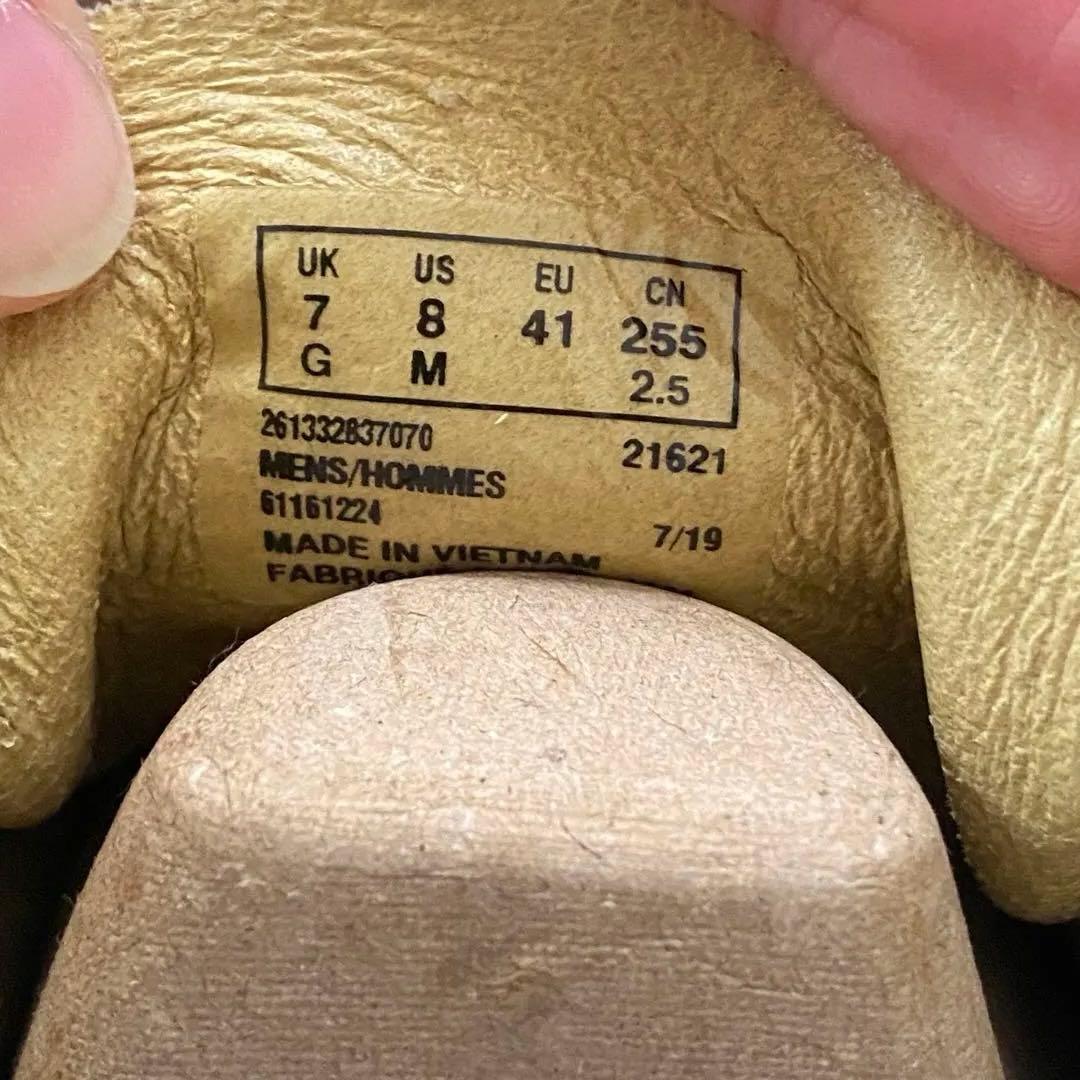 UK US EU CN
7 8 41 255
G M 2.5
261332837070 21621
MENS/HOMMES
61161224 7/19
MADE IN VIETNAM